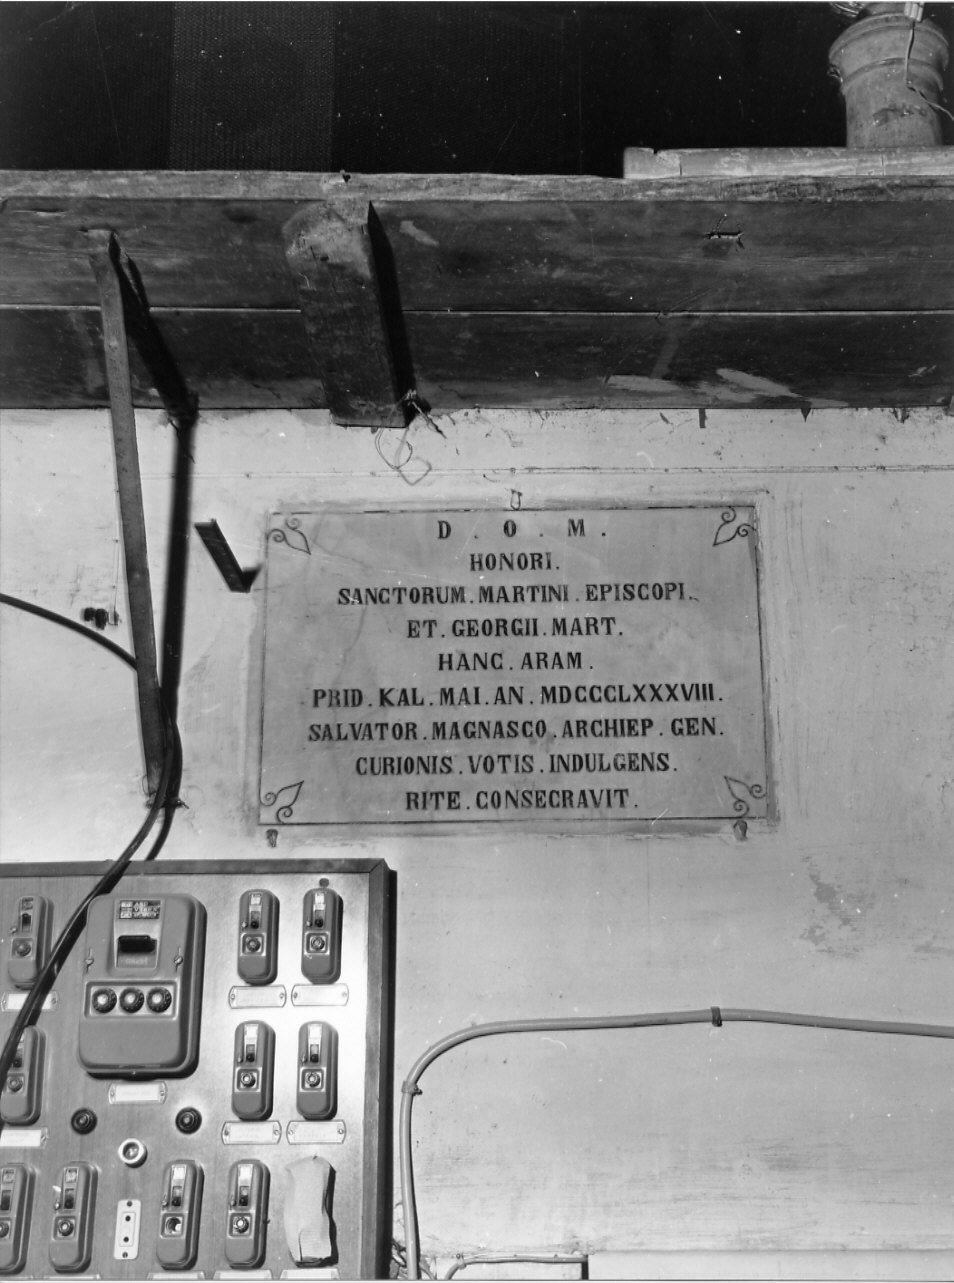 D . O . M .
HONORI.
SANCTORUM. MARTINI. EPISCOPI.
ET. GEORGII. MART.
HANC. ARAM.
PRID. KAL. MAI. AN. MDCCCLXXXVIII.
SALVATOR. MAGNASCO. ARCHIEP. GEN.
CURIONIS. VOTIS. INDULGENS.
RITE. CONSECRAVIT.